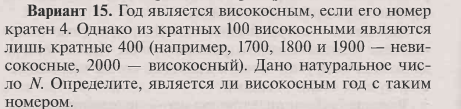 Вариант 15. Год является високосным, если его номер
кратен 4. Однако из кратных 100 високосными являются
лишь кратные 400 (например, 1700, 1800 и 1900 — неви-
сокосные, 2000 — високосный). Дано натуральное чис-
ло N. Определите, является ли високосным год с таким
номером.